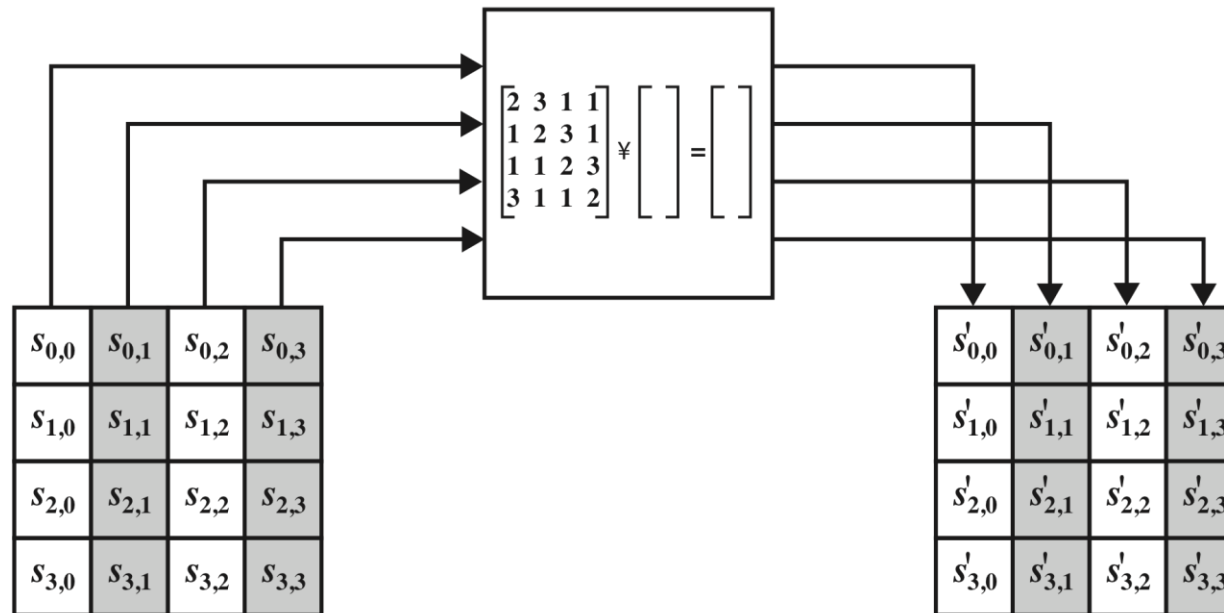 2 3 1 1
1 2 3 1
1 1 2 3
3 1 1 2
¥ =
s0,0 s0,1 s0,2 s0,3
s1,0 s1,1 s1,2 s1,3
s2,0 s2,1 s2,2 s2,3
s3,0 s3,1 s3,2 s3,3
s'0,0 s'0,1 s'0,2 s'0,3
s'1,0 s'1,1 s'1,2 s'1,3
s'2,0 s'2,1 s'2,2 s'2,3
s'3,0 s'3,1 s'3,2 s'3,3